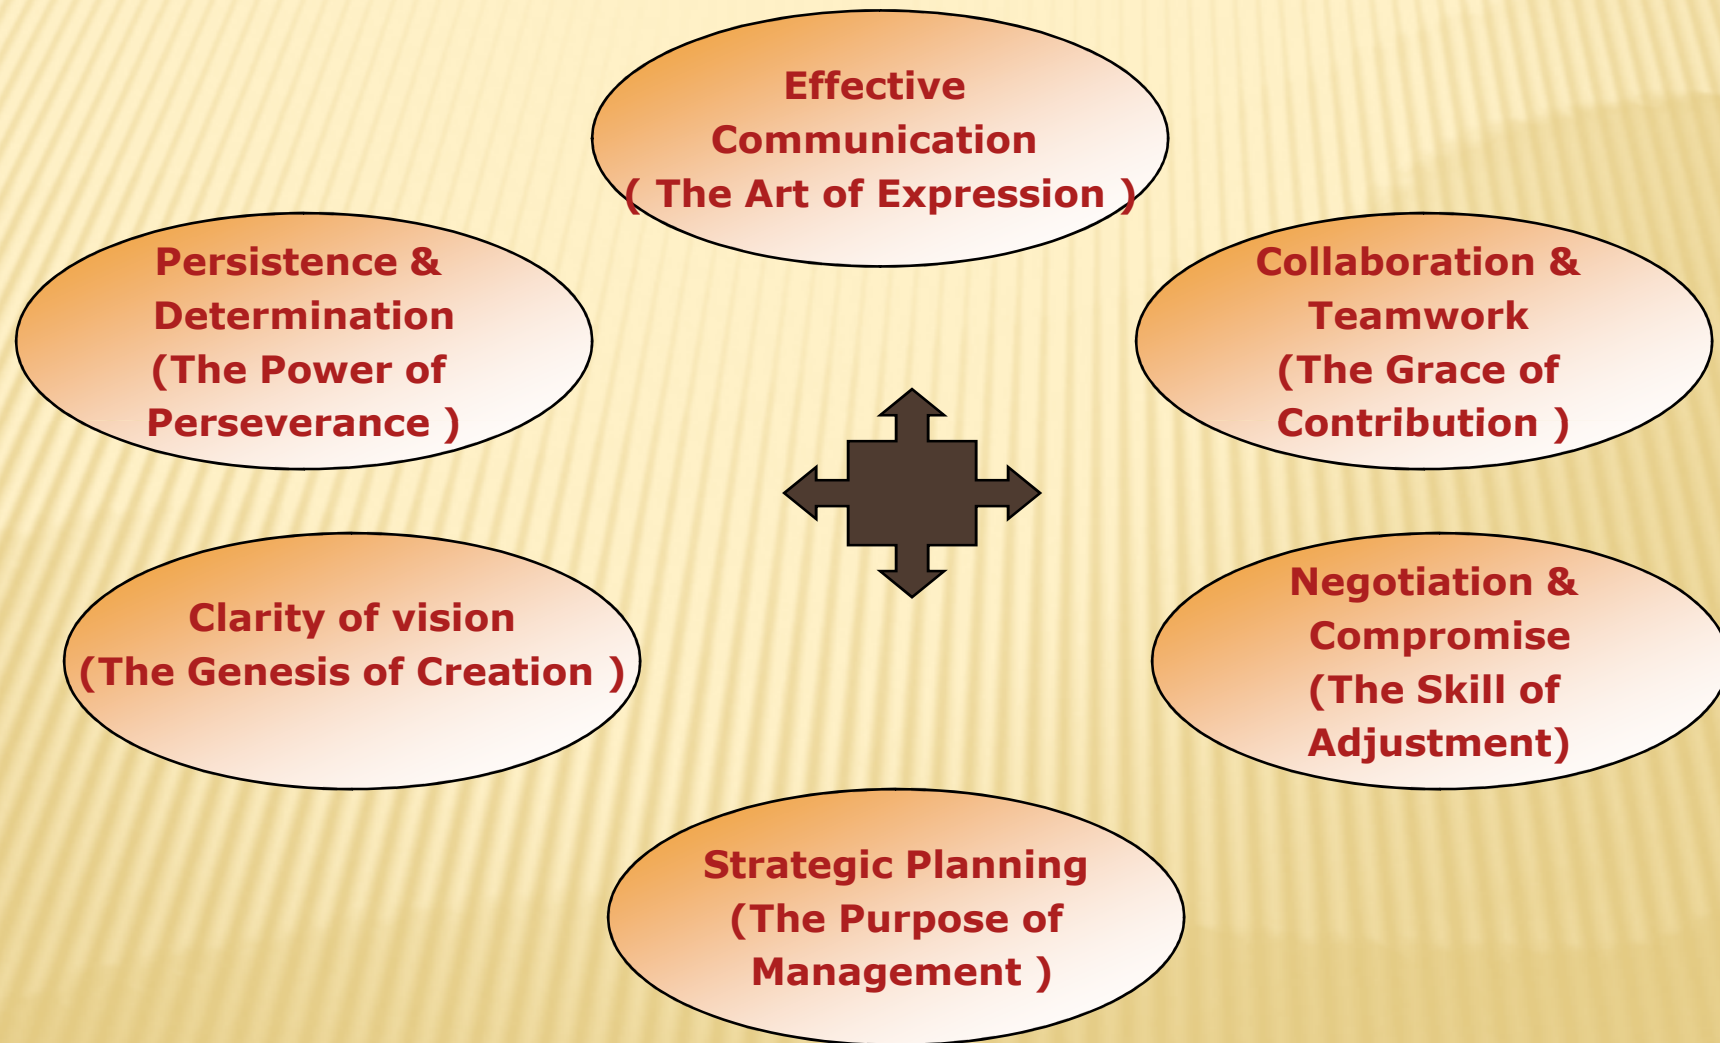 Effective
Communication
( The Art of Expression )
Persistence &
Determination
(The Power of
Perseverance )
Collaboration &
Teamwork
(The Grace of
Contribution )
Clarity of vision
(The Genesis of Creation )
Negotiation &
Compromise
(The Skill of
Adjustment)
Strategic Planning
(The Purpose of
Management )